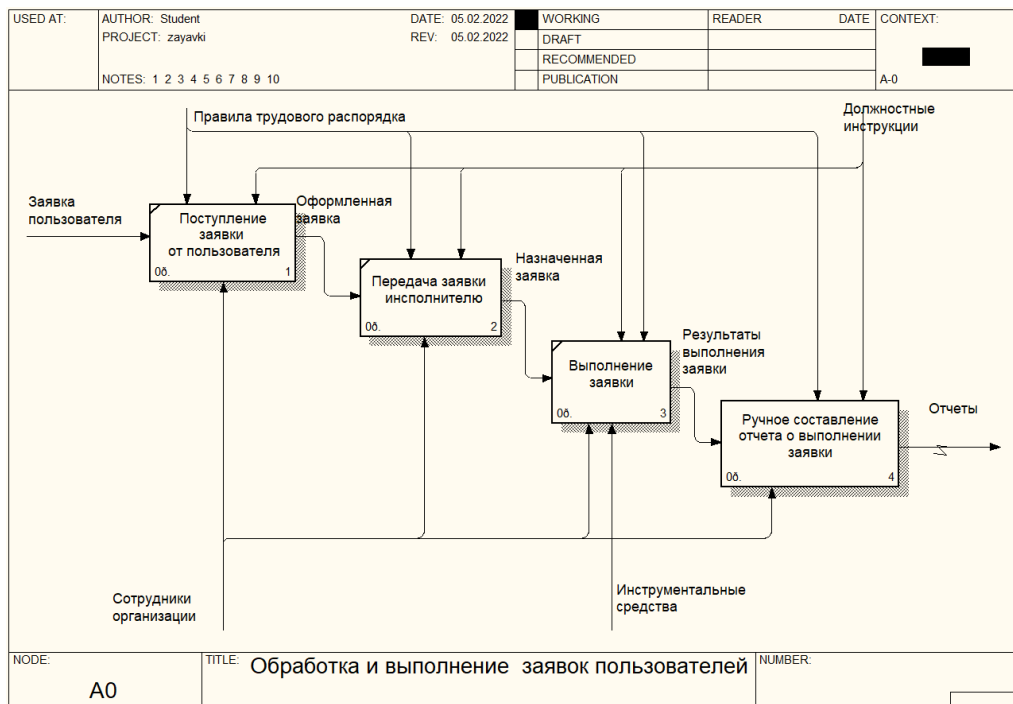 USED AT:
AUTHOR: Student
DATE: 05.02.2022
WORKING
READER
DATE
CONTEXT:
PROJECT: zayavki
REV: 05.02.2022
DRAFT
RECOMMENDED
NOTES: 1 2 3 4 5 6 7 8 9 10
PUBLICATION
A-0
Правила трудового распорядка
Должностные
инструкции
Заявка
пользователя
Поступление
заявки
от пользователя
0ð.
1
Оформленная
заявка
Передача заявки
инсполнителю
0ð.
2
Назначенная
заявка
Выполнение
заявки
0ð.
3
Результаты
выполнения
заявки
Ручное составление
отчета о выполнении
заявки
0ð.
4
Отчеты
Сотрудники
организации
Инструментальные
средства
NODE:
A0
TITLE:
Обработка и выполнение заявок пользователей
NUMBER: